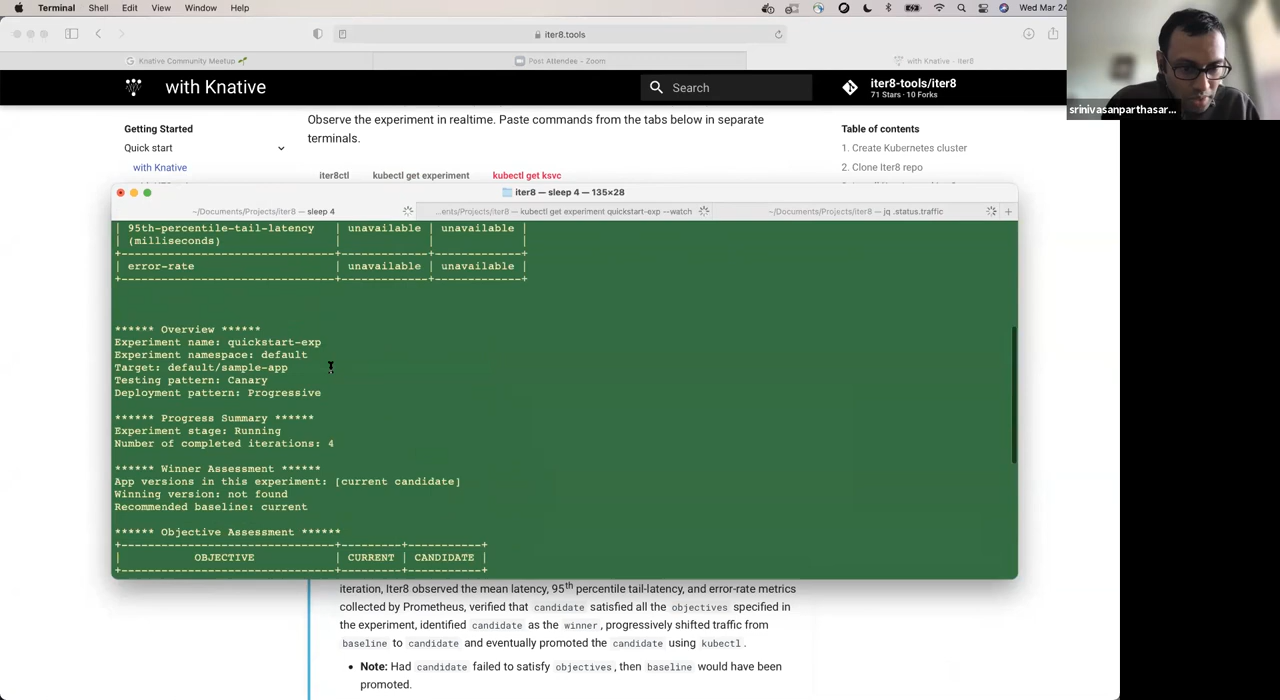 Terminal Shell Edit View Window Help Wed Mar 24
iter8.tools
Knative Community Meetup
Post Attendee - Zoom
with Knative - Iter8
with Knative
Search
iter8-tools/iter8
71 Stars · 10 Forks
srinivasanparthasar...
Getting Started
Quick start
with Knative
Observe the experiment in realtime. Paste commands from the tabs below in separate
terminals.
iter8ctl kubectl get experiment kubectl get ksvc
Table of contents
1. Create Kubernetes cluster
2. Clone Iter8 repo
iter8 — sleep 4 — 135×28
~/Documents/Projects/iter8 — sleep 4
...ents/Projects/iter8 — kubectl get experiment quickstart-exp --watch
~/Documents/Projects/iter8 — jq .status.traffic
| 95th-percentile-tail-latency | unavailable | unavailable |
| (milliseconds) | | |
+----------------------------------+-------------+-------------+
| error-rate | unavailable | unavailable |
+----------------------------------+-------------+-------------+
****** Overview ******
Experiment name: quickstart-exp
Experiment namespace: default
Target: default/sample-app
Testing pattern: Canary
Deployment pattern: Progressive
****** Progress Summary ******
Experiment stage: Running
Number of completed iterations: 4
****** Winner Assessment ******
App versions in this experiment: [current candidate]
Winning version: not found
Recommended baseline: current
****** Objective Assessment ******
+----------------------------------+---------+-----------+
| OBJECTIVE | CURRENT | CANDIDATE |
+----------------------------------+---------+-----------+
iteration, Iter8 observed the mean latency, 95th percentile tail-latency, and error-rate metrics
collected by Prometheus, verified that candidate satisfied all the objectives specified in
the experiment, identified candidate as the winner, progressively shifted traffic from
baseline to candidate and eventually promoted the candidate using kubectl.
• Note: Had candidate failed to satisfy objectives, then baseline would have been
promoted.